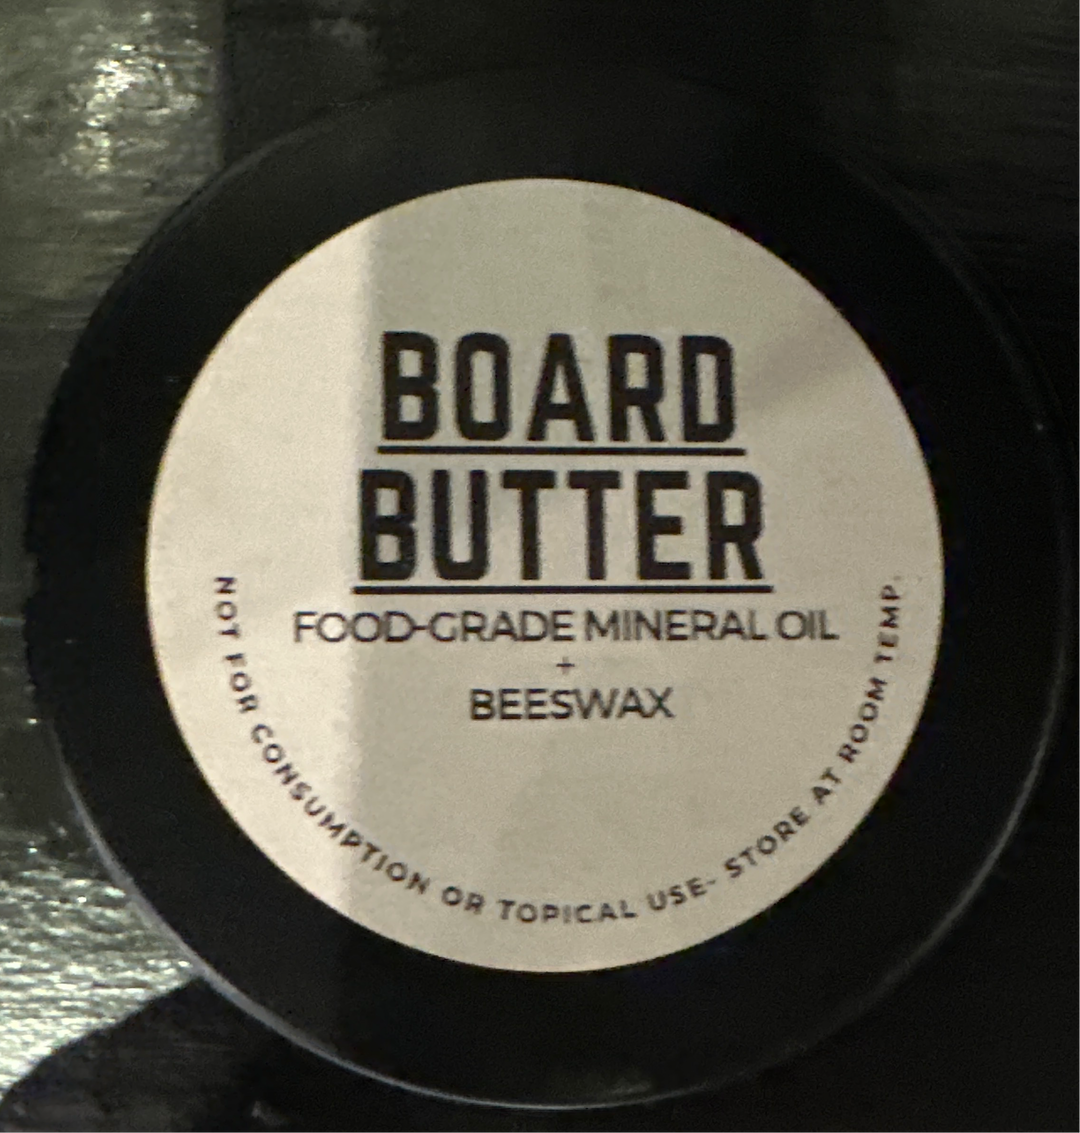 BOARD
BUTTER
FOOD-GRADE MINERAL OIL
+
BEESWAX
NOT FOR CONSUMPTION OR TOPICAL USE- STORE AT ROOM TEMP.